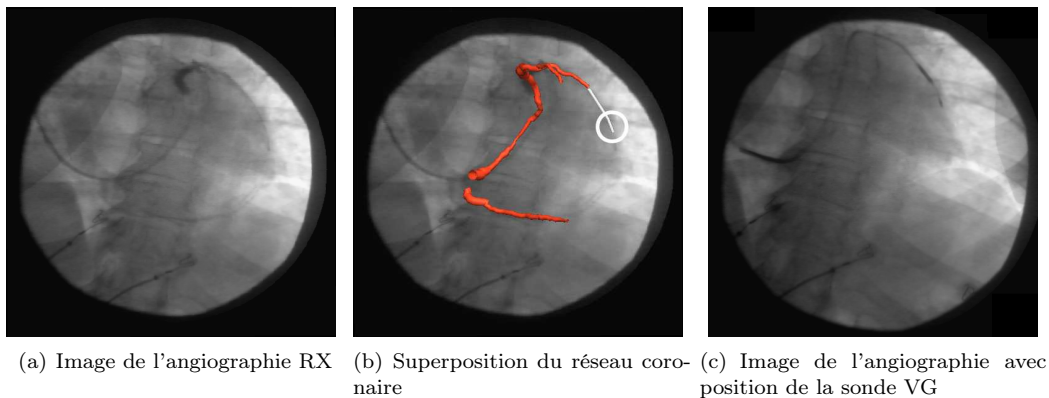 (a) Image de l'angiographie RX
(b) Superposition du réseau coro-
naire
(c) Image de l'angiographie avec
position de la sonde VG